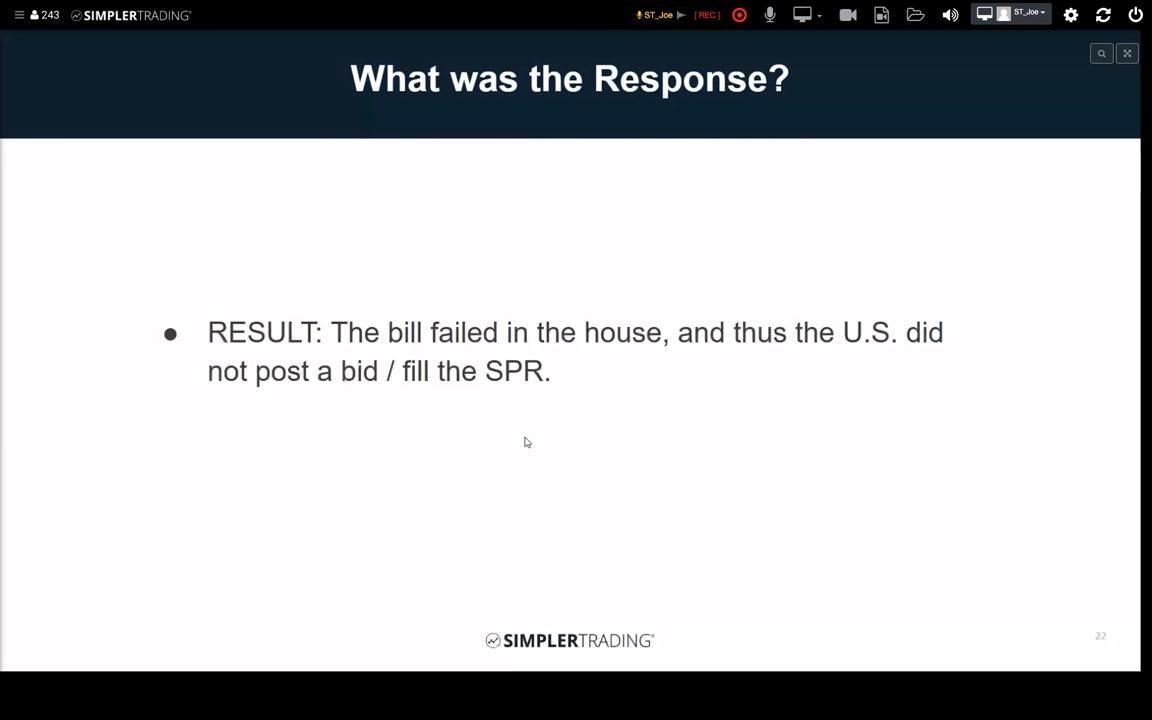 243 SIMPLERTRADING® ST_Joe [REC] ST_Joe
What was the Response?
● RESULT: The bill failed in the house, and thus the U.S. did
not post a bid / fill the SPR.
SIMPLERTRADING®
22